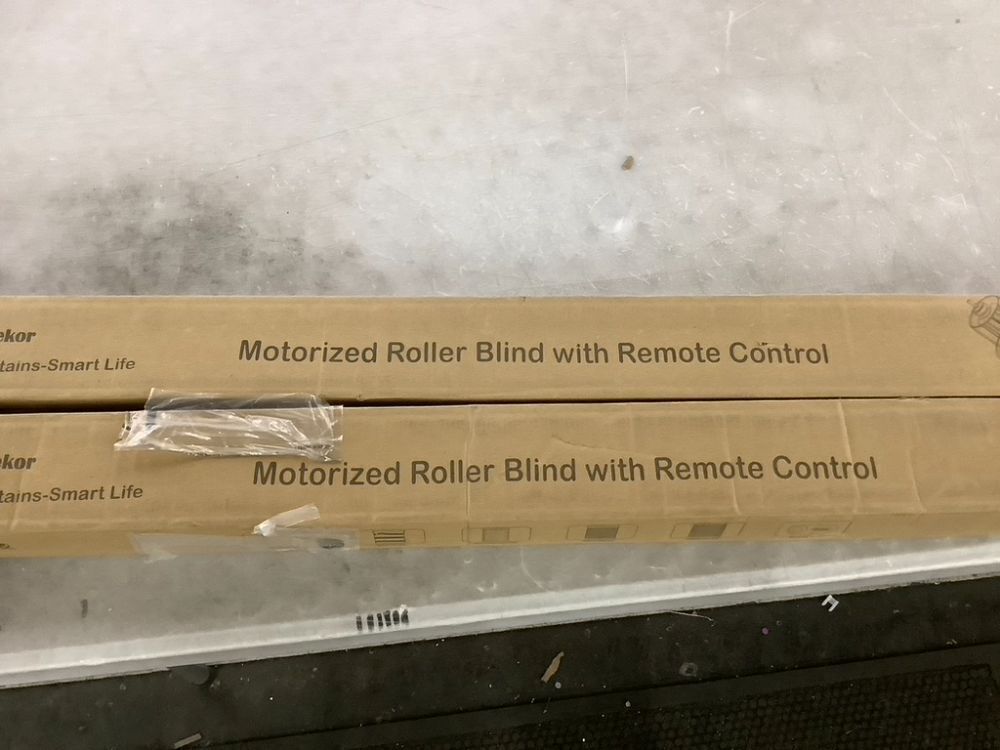 ekor
tains-Smart Life
Motorized Roller Blind with Remote Control
ekor
tains-Smart Life
Motorized Roller Blind with Remote Control